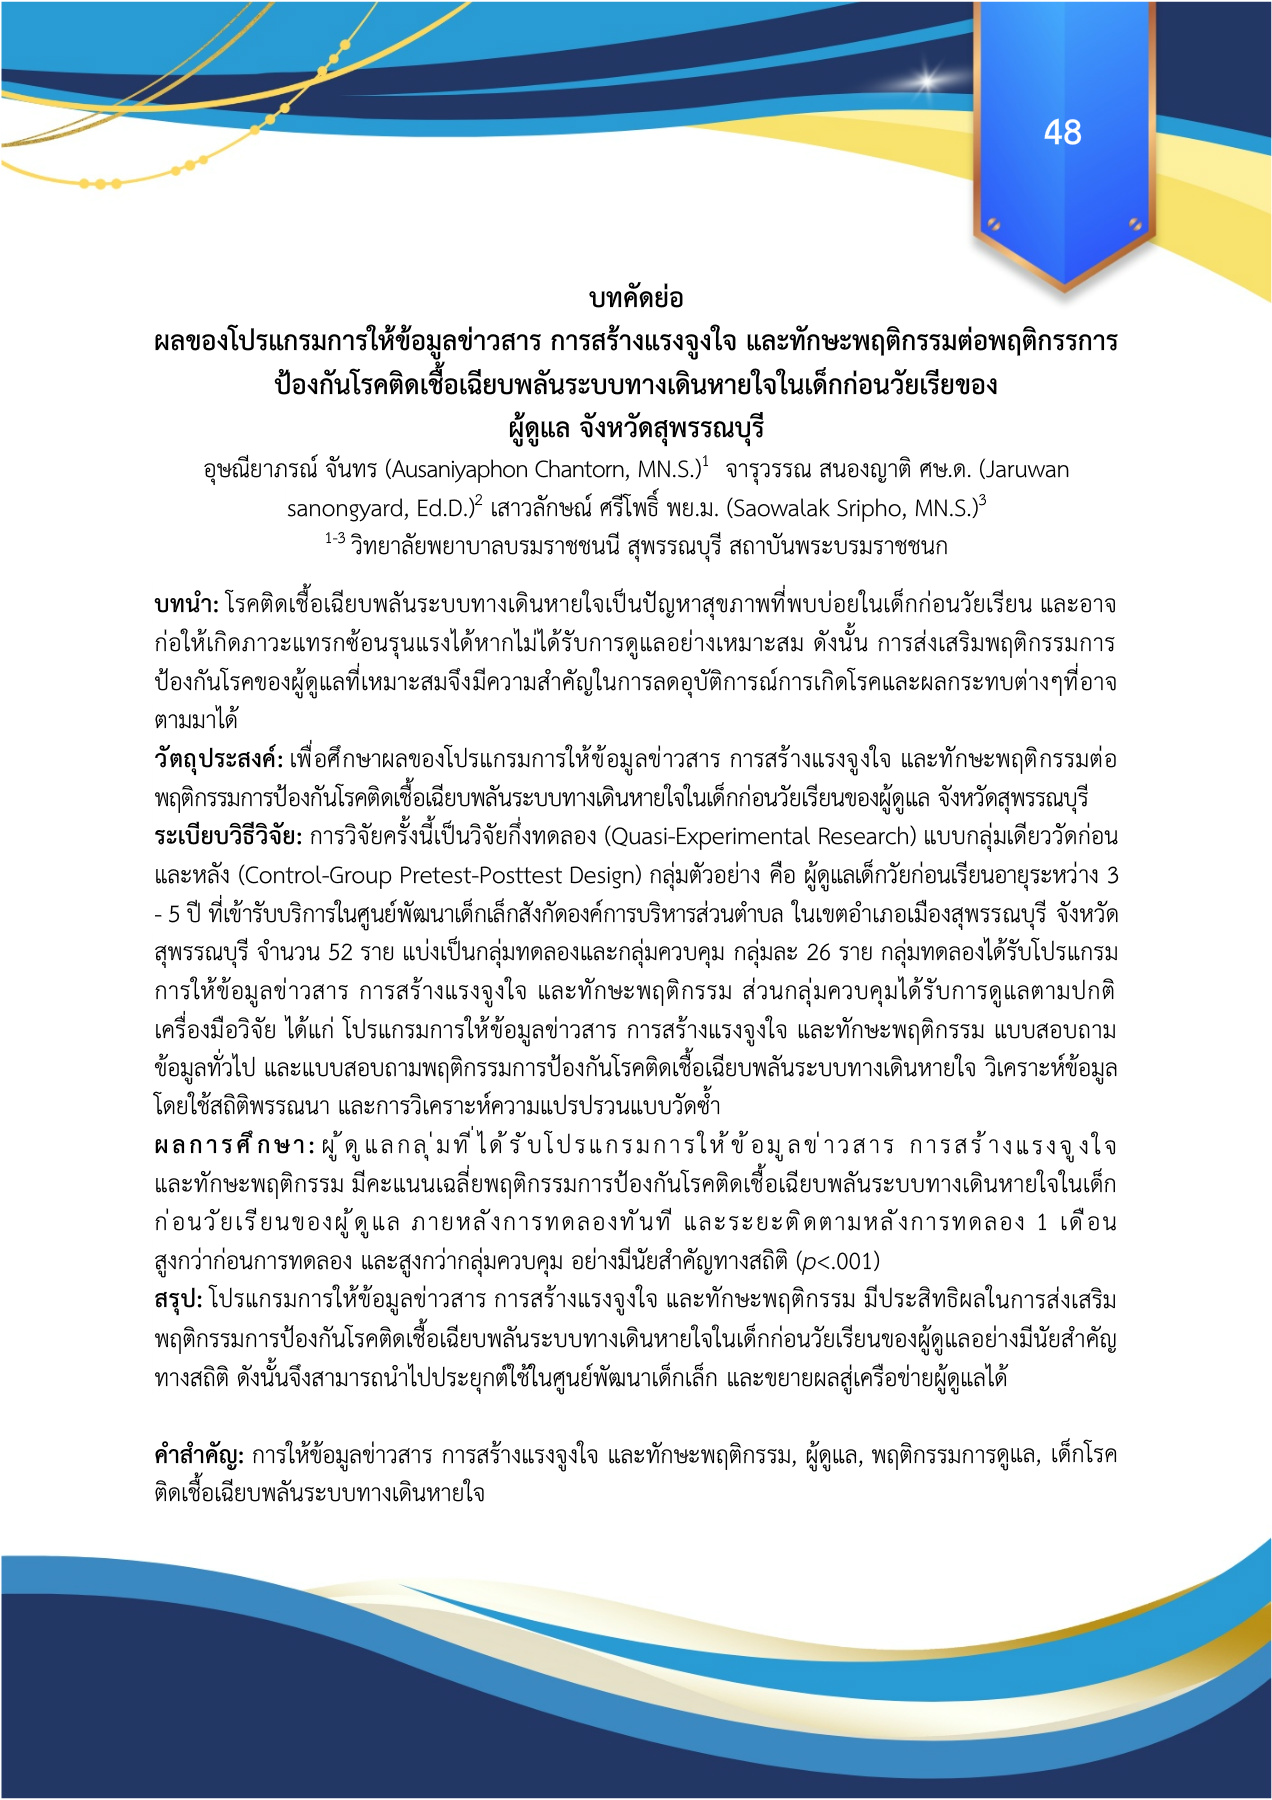 48
บทคัดย่อ
ผลของโปรแกรมการให้ข้อมูลข่าวสาร การสร้างแรงจูงใจ และทักษะพฤติกรรมต่อพฤติกรรการ
ป้องกันโรคติดเชื้อเฉียบพลันระบบทางเดินหายใจในเด็กก่อนวัยเรียของ
ผู้ดูแล จังหวัดสุพรรณบุรี
อุษณียาภรณ์ จันทร (Ausaniyaphon Chantorn, MN.S.)1 จารุวรรณ สนองญาติ ศษ.ด. (Jaruwan
sanongyard, Ed.D.)2 เสาวลักษณ์ ศรีโพธิ์ พย.ม. (Saowalak Sripho, MN.S.)3
1-3 วิทยาลัยพยาบาลบรมราชชนนี สุพรรณบุรี สถาบันพระบรมราชชนก
บทนำ: โรคติดเชื้อเฉียบพลันระบบทางเดินหายใจเป็นปัญหาสุขภาพที่พบบ่อยในเด็กก่อนวัยเรียน และอาจ
ก่อให้เกิดภาวะแทรกซ้อนรุนแรงได้หากไม่ได้รับการดูแลอย่างเหมาะสม ดังนั้น การส่งเสริมพฤติกรรมการ
ป้องกันโรคของผู้ดูแลที่เหมาะสมจึงมีความสำคัญในการลดอุบัติการณ์การเกิดโรคและผลกระทบต่างๆที่อาจ
ตามมาได้
วัตถุประสงค์: เพื่อศึกษาผลของโปรแกรมการให้ข้อมูลข่าวสาร การสร้างแรงจูงใจ และทักษะพฤติกรรมต่อ
พฤติกรรมการป้องกันโรคติดเชื้อเฉียบพลันระบบทางเดินหายใจในเด็กก่อนวัยเรียนของผู้ดูแล จังหวัดสุพรรณบุรี
ระเบียบวิธีวิจัย: การวิจัยครั้งนี้เป็นวิจัยกึ่งทดลอง (Quasi-Experimental Research) แบบกลุ่มเดียววัดก่อน
และหลัง (Control-Group Pretest-Posttest Design) กลุ่มตัวอย่าง คือ ผู้ดูแลเด็กวัยก่อนเรียนอายุระหว่าง 3
- 5 ปี ที่เข้ารับบริการในศูนย์พัฒนาเด็กเล็กสังกัดองค์การบริหารส่วนตำบล ในเขตอำเภอเมืองสุพรรณบุรี จังหวัด
สุพรรณบุรี จำนวน 52 ราย แบ่งเป็นกลุ่มทดลองและกลุ่มควบคุม กลุ่มละ 26 ราย กลุ่มทดลองได้รับโปรแกรม
การให้ข้อมูลข่าวสาร การสร้างแรงจูงใจ และทักษะพฤติกรรม ส่วนกลุ่มควบคุมได้รับการดูแลตามปกติ
เครื่องมือวิจัย ได้แก่ โปรแกรมการให้ข้อมูลข่าวสาร การสร้างแรงจูงใจ และทักษะพฤติกรรม แบบสอบถาม
ข้อมูลทั่วไป และแบบสอบถามพฤติกรรมการป้องกันโรคติดเชื้อเฉียบพลันระบบทางเดินหายใจ วิเคราะห์ข้อมูล
โดยใช้สถิติพรรณนา และการวิเคราะห์ความแปรปรวนแบบวัดซ้ำ
ผลการศึกษา: ผู้ดูแลกลุ่มที่ได้รับโปรแกรมการให้ข้อมูลข่าวสาร การสร้างแรงจูงใจ
และทักษะพฤติกรรม มีคะแนนเฉลี่ยพฤติกรรมการป้องกันโรคติดเชื้อเฉียบพลันระบบทางเดินหายใจในเด็ก
ก่อนวัยเรียนของผู้ดูแล ภายหลังการทดลองทันที และระยะติดตามหลังการทดลอง 1 เดือน
สูงกว่าก่อนการทดลอง และสูงกว่ากลุ่มควบคุม อย่างมีนัยสำคัญทางสถิติ (p<.001)
สรุป: โปรแกรมการให้ข้อมูลข่าวสาร การสร้างแรงจูงใจ และทักษะพฤติกรรม มีประสิทธิผลในการส่งเสริม
พฤติกรรมการป้องกันโรคติดเชื้อเฉียบพลันระบบทางเดินหายใจในเด็กก่อนวัยเรียนของผู้ดูแลอย่างมีนัยสำคัญ
ทางสถิติ ดังนั้นจึงสามารถนำไปประยุกต์ใช้ในศูนย์พัฒนาเด็กเล็ก และขยายผลสู่เครือข่ายผู้ดูแลได้
คำสำคัญ: การให้ข้อมูลข่าวสาร การสร้างแรงจูงใจ และทักษะพฤติกรรม, ผู้ดูแล, พฤติกรรมการดูแล, เด็กโรค
ติดเชื้อเฉียบพลันระบบทางเดินหายใจ